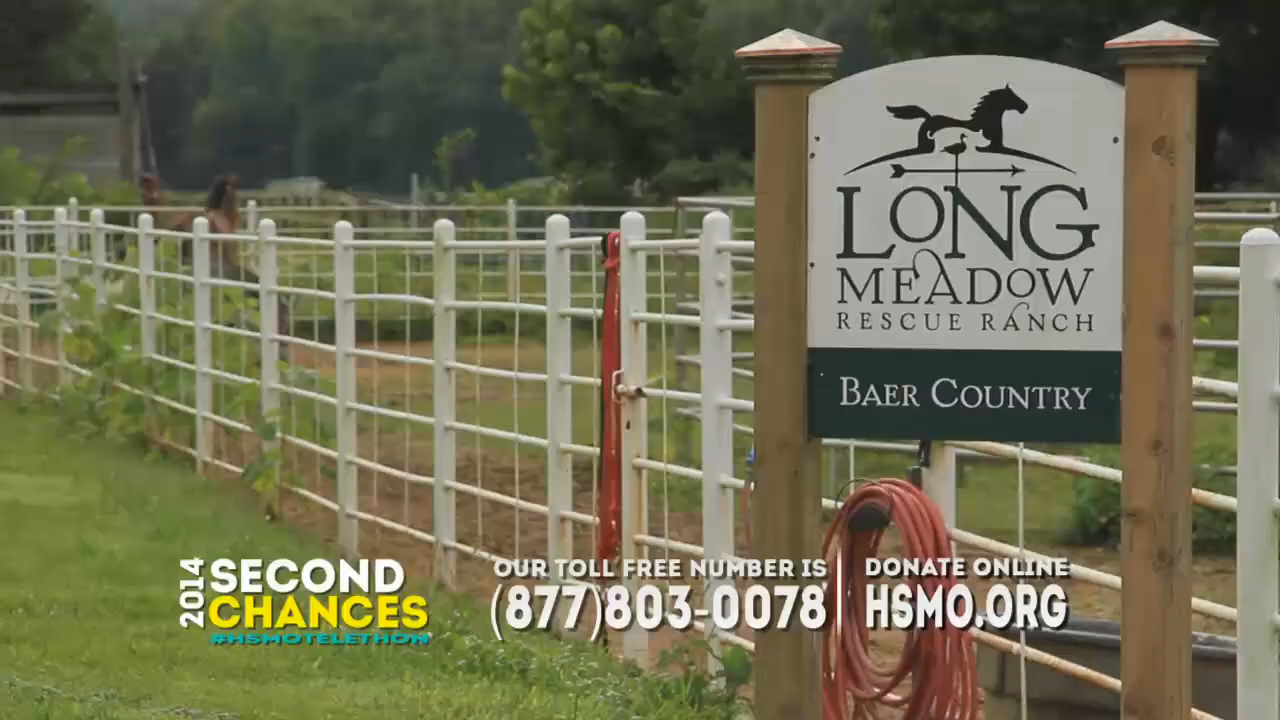 LONG
MEADOW
RESCUE RANCH
BAER COUNTRY
2014
SECOND
CHANCES
#HSMOTELETHON
OUR TOLL FREE NUMBER IS
(877)803-0078
DONATE ONLINE
HSMO.ORG